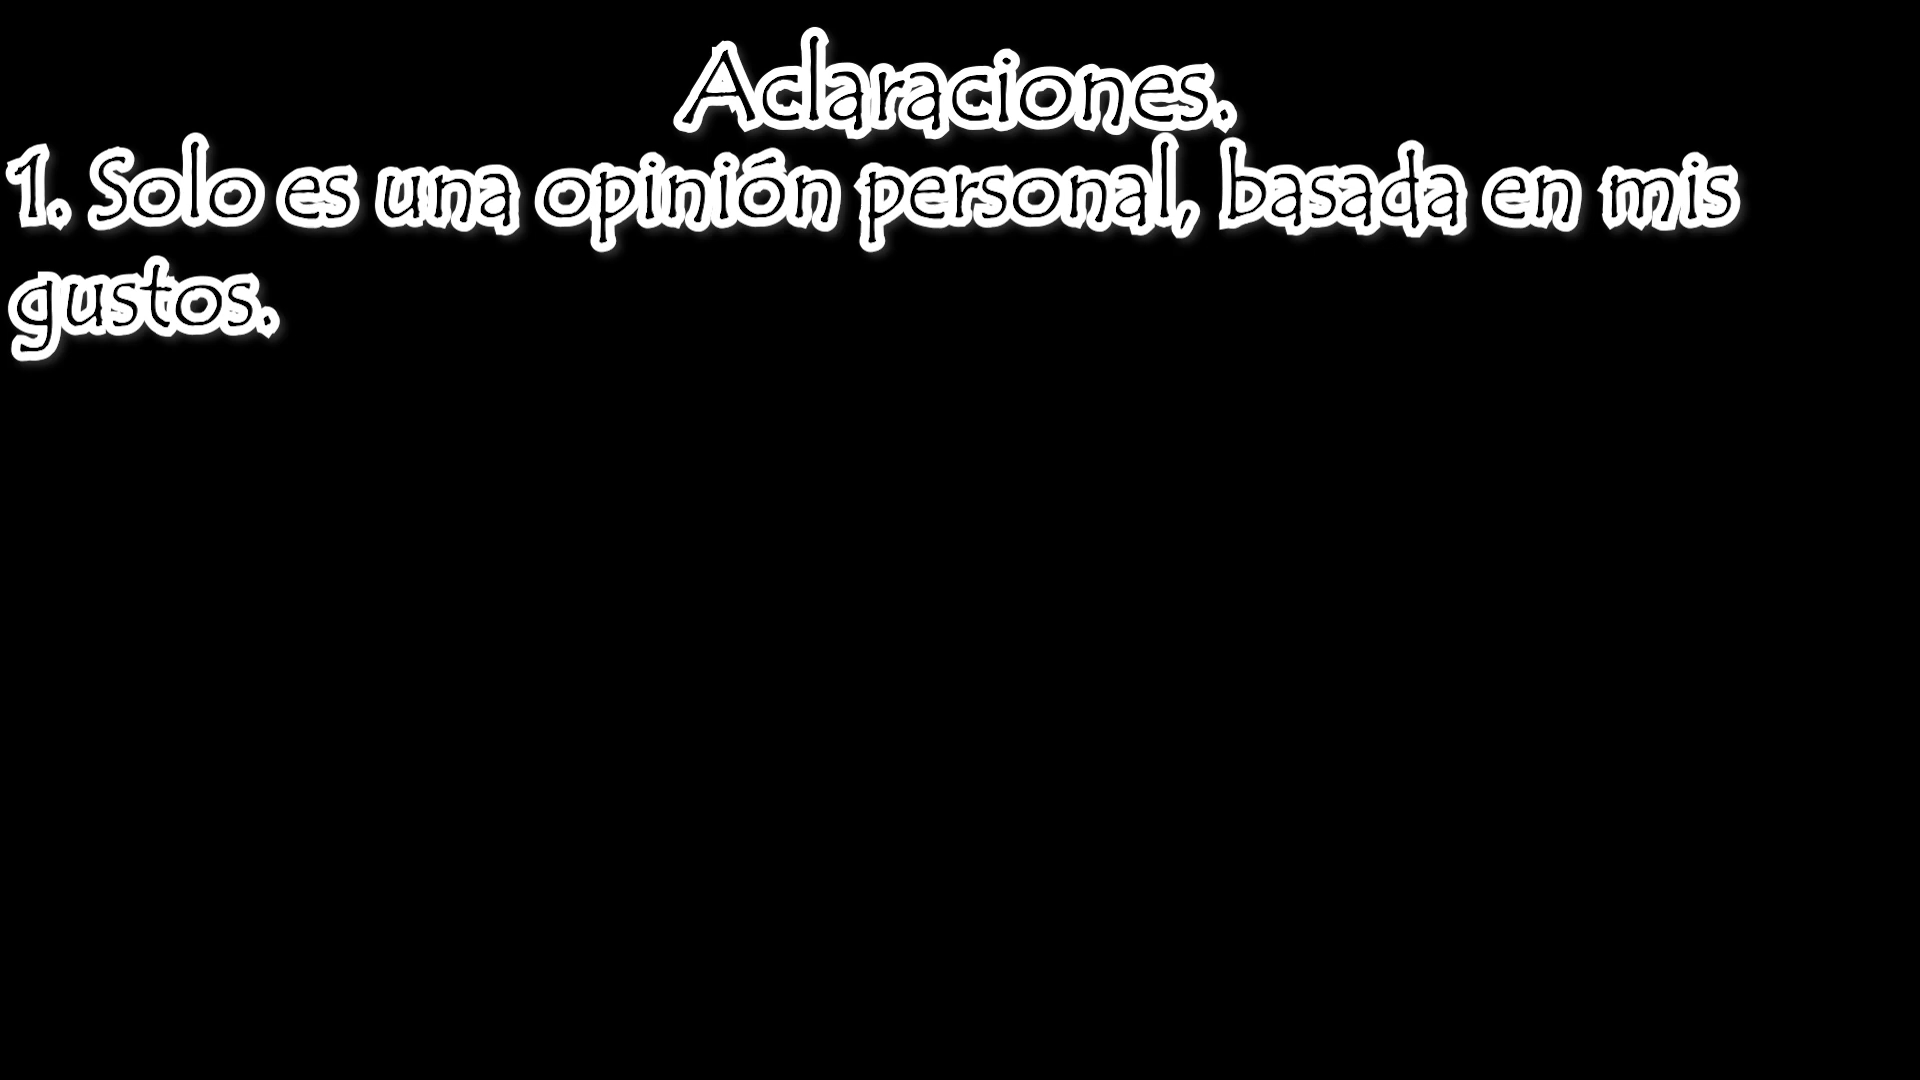 Aclaraciones.
1. Solo es una opinión personal, basada en mis
gustos.